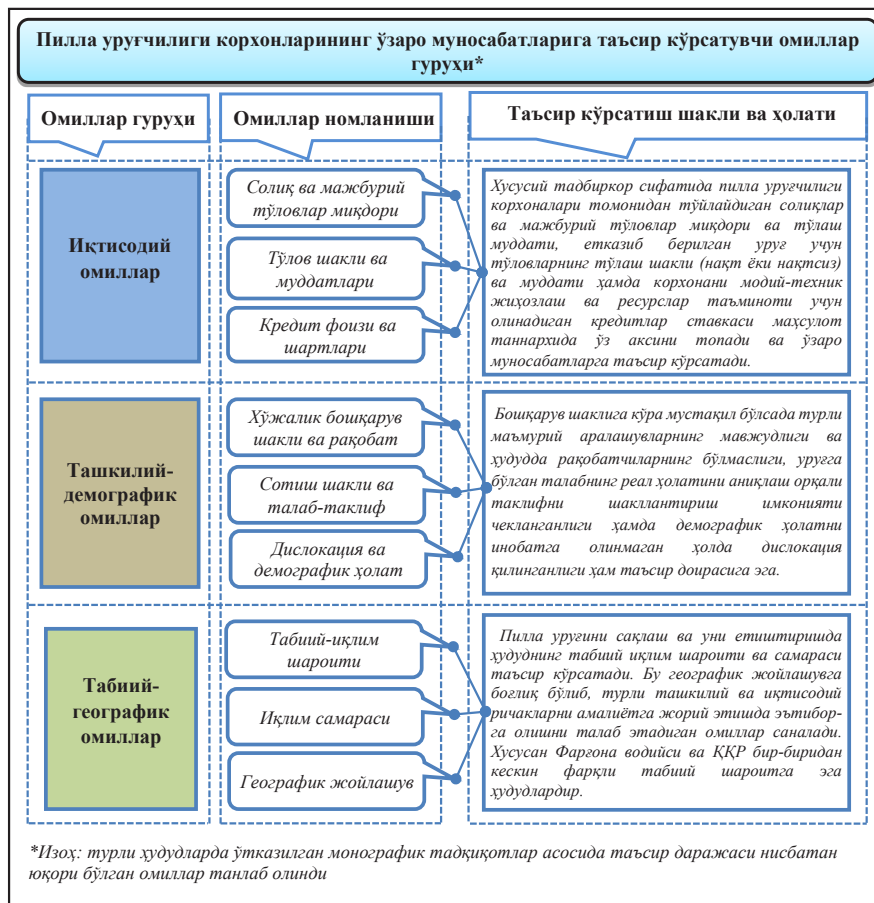 Пилла уруғчилиги корхонларининг ўзаро муносабатларига таъсир кўрсатувчи омиллар
гуруҳи*
Омиллар гуруҳи
Омиллар номланиши
Таъсир кўрсатиш шакли ва ҳолати
Иқтисодий
омиллар
Солиқ ва мажбурий
тўловлар миқдори
Тўлов шакли ва
муддатлари
Кредит фоизи ва
шартлари
Хусусий тадбиркор сифатида пилла уруғчилиги
корхоналари томонидан тўйлайдиган солиқлар
ва мажбурий тўловлар миқдори ва тўлаш
муддати, етказиб берилган уруғ учун
тўловларнинг тўлаш шакли (нақт ёки нақтсиз)
ва муддати ҳамда корхонани модий-техник
жиҳозлаш ва ресурслар таъминоти учун
олинадиган кредитлар ставкаси маҳсулот
таннархида ўз аксини топади ва ўзаро
муносабатларга таъсир кўрсатади.
Ташкилий-
демографик
омиллар
Хўжалик бошқарув
шакли ва рақобат
Сотиш шакли ва
талаб-таклиф
Дислокация ва
демографик ҳолат
Бошқарув шаклига кўра мустақил бўлсада турли
маъмурий аралашувларнинг мавжудлиги ва
ҳудудда рақобатчиларнинг бўлмаслиги, уруғга
бўлган талабнинг реал ҳолатини аниқлаш орқали
таклифни шакллантириш имконияти
чекланганлиги ҳамда демографик ҳолатни
инобатга олинмаган ҳолда дислокация
қилинганлиги ҳам таъсир доирасига эга.
Табиий-
географик
омиллар
Табиий-иқлим
шароити
Иқлим самараси
Географик жойлашув
Пилла уруғини сақлаш ва уни етиштиришда
ҳудуднинг табиий иқлим шароити ва самараси
таъсир кўрсатади. Бу географик жойлашувга
боғлиқ бўлиб, турли ташкилий ва иқтисодий
ричакларни амалиётга жорий этишда эътибор-
га олишни талаб этадиган омиллар саналади.
Хусусан Фарғона водийси ва ҚҚР бир-биридан
кескин фарқли табиий шароитга эга
ҳудудлардир.
*Изоҳ: турли ҳудудларда ўтказилган монографик тадқиқотлар асосида таъсир даражаси нисбатан
юқори бўлган омиллар танлаб олинди